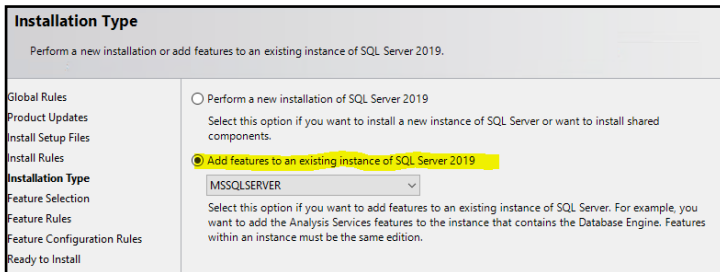 Installation Type
Perform a new installation or add features to an existing instance of SQL Server 2019.
Global Rules
Product Updates
Install Setup Files
Install Rules
Installation Type
Feature Selection
Feature Rules
Feature Configuration Rules
Ready to Install
Perform a new installation of SQL Server 2019
Select this option if you want to install a new instance of SQL Server or want to install shared
components.
Add features to an existing instance of SQL Server 2019
MSSQLSERVER
Select this option if you want to add features to an existing instance of SQL Server. For example, you
want to add the Analysis Services features to the instance that contains the Database Engine. Features
within an instance must be the same edition.